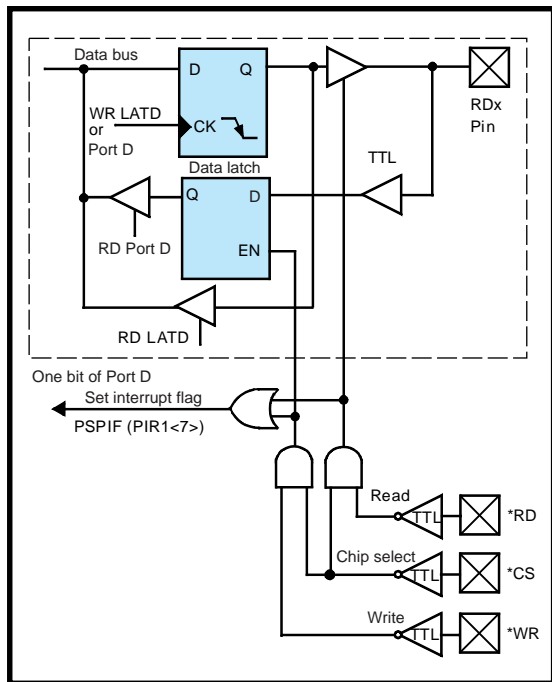 Data bus
D
Q
WR LATD
or
Port D
CK
RDx
Pin
Data latch
TTL
Q
D
EN
RD Port D
RD LATD
One bit of Port D
Set interrupt flag
PSPIF (PIR1<7>)
Read
TTL
*RD
Chip select
TTL
*CS
Write
TTL
*WR